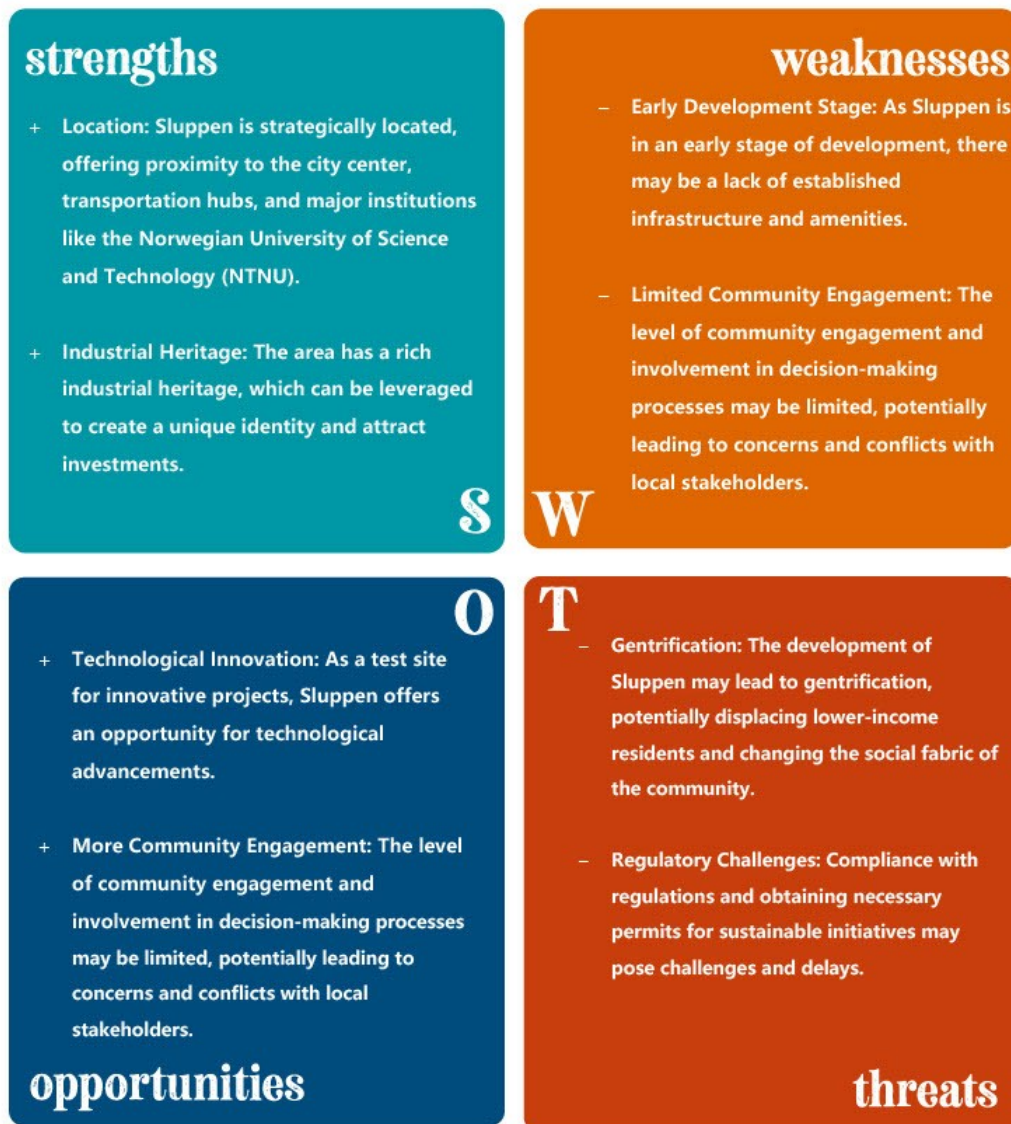 strengths
+ Location: Sluppen is strategically located,
offering proximity to the city center,
transportation hubs, and major institutions
like the Norwegian University of Science
and Technology (NTNU).
+ Industrial Heritage: The area has a rich
industrial heritage, which can be leveraged
to create a unique identity and attract
investments.
S
weaknesses
– Early Development Stage: As Sluppen is
in an early stage of development, there
may be a lack of established
infrastructure and amenities.
– Limited Community Engagement: The
level of community engagement and
involvement in decision-making
processes may be limited, potentially
leading to concerns and conflicts with
local stakeholders.
W
O
+ Technological Innovation: As a test site
for innovative projects, Sluppen offers
an opportunity for technological
advancements.
+ More Community Engagement: The level
of community engagement and
involvement in decision-making processes
may be limited, potentially leading to
concerns and conflicts with local
stakeholders.
opportunities
T
– Gentrification: The development of
Sluppen may lead to gentrification,
potentially displacing lower-income
residents and changing the social fabric of
the community.
– Regulatory Challenges: Compliance with
regulations and obtaining necessary
permits for sustainable initiatives may
pose challenges and delays.
threats